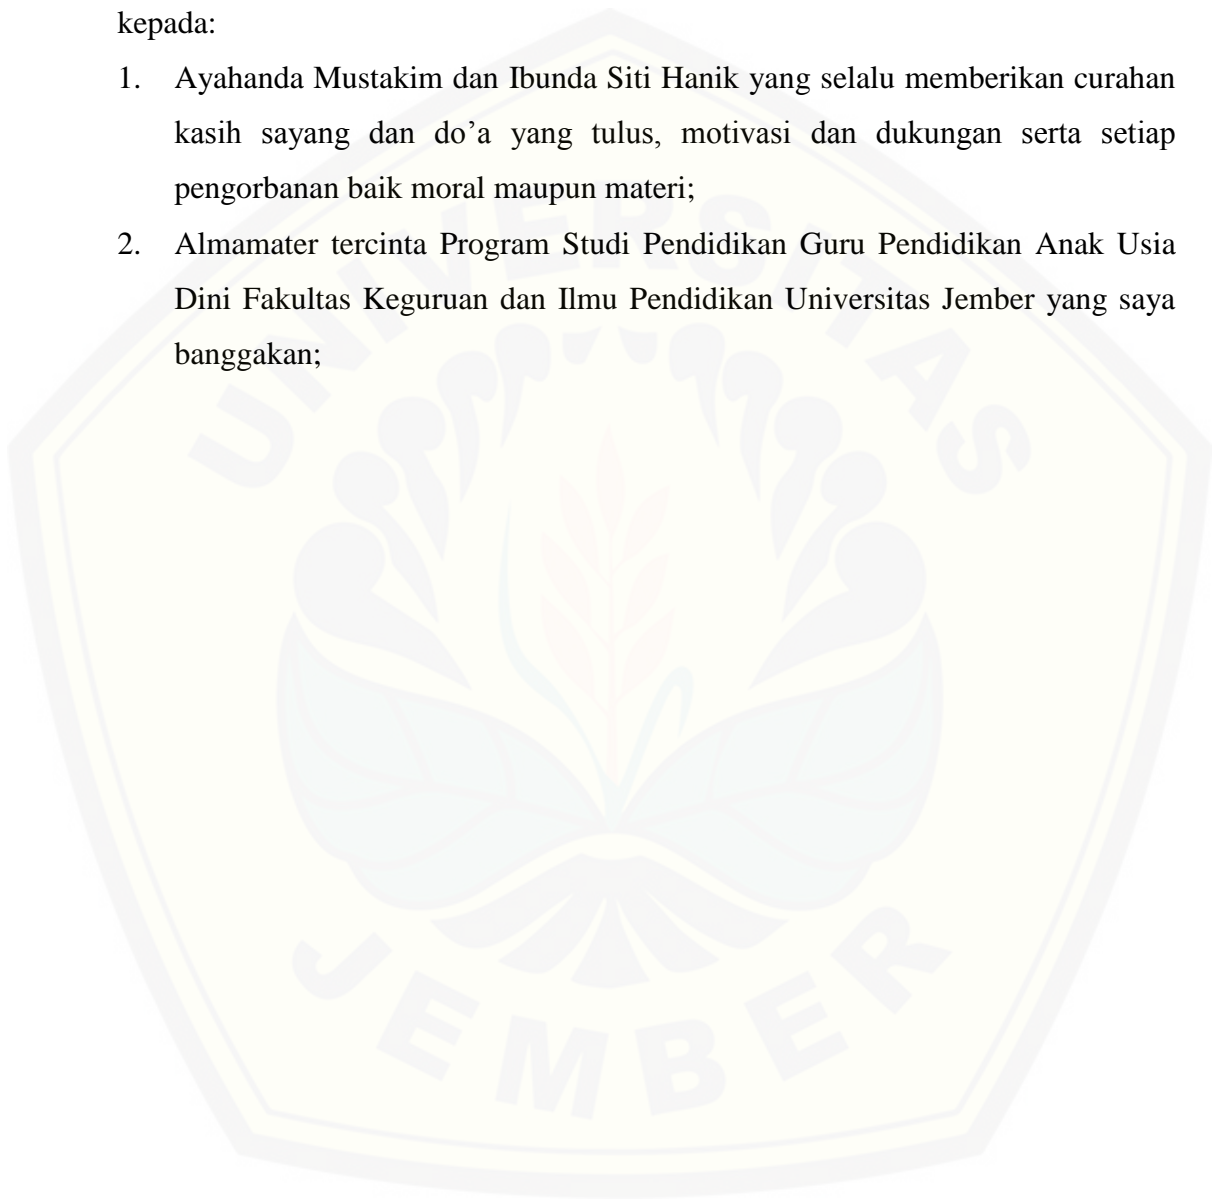 kepada:
1. Ayahanda Mustakim dan Ibunda Siti Hanik yang selalu memberikan curahan
kasih sayang dan do’a yang tulus, motivasi dan dukungan serta setiap
pengorbanan baik moral maupun materi;
2. Almamater tercinta Program Studi Pendidikan Guru Pendidikan Anak Usia
Dini Fakultas Keguruan dan Ilmu Pendidikan Universitas Jember yang saya
banggakan;
UNIVERSITAS
JEMBER